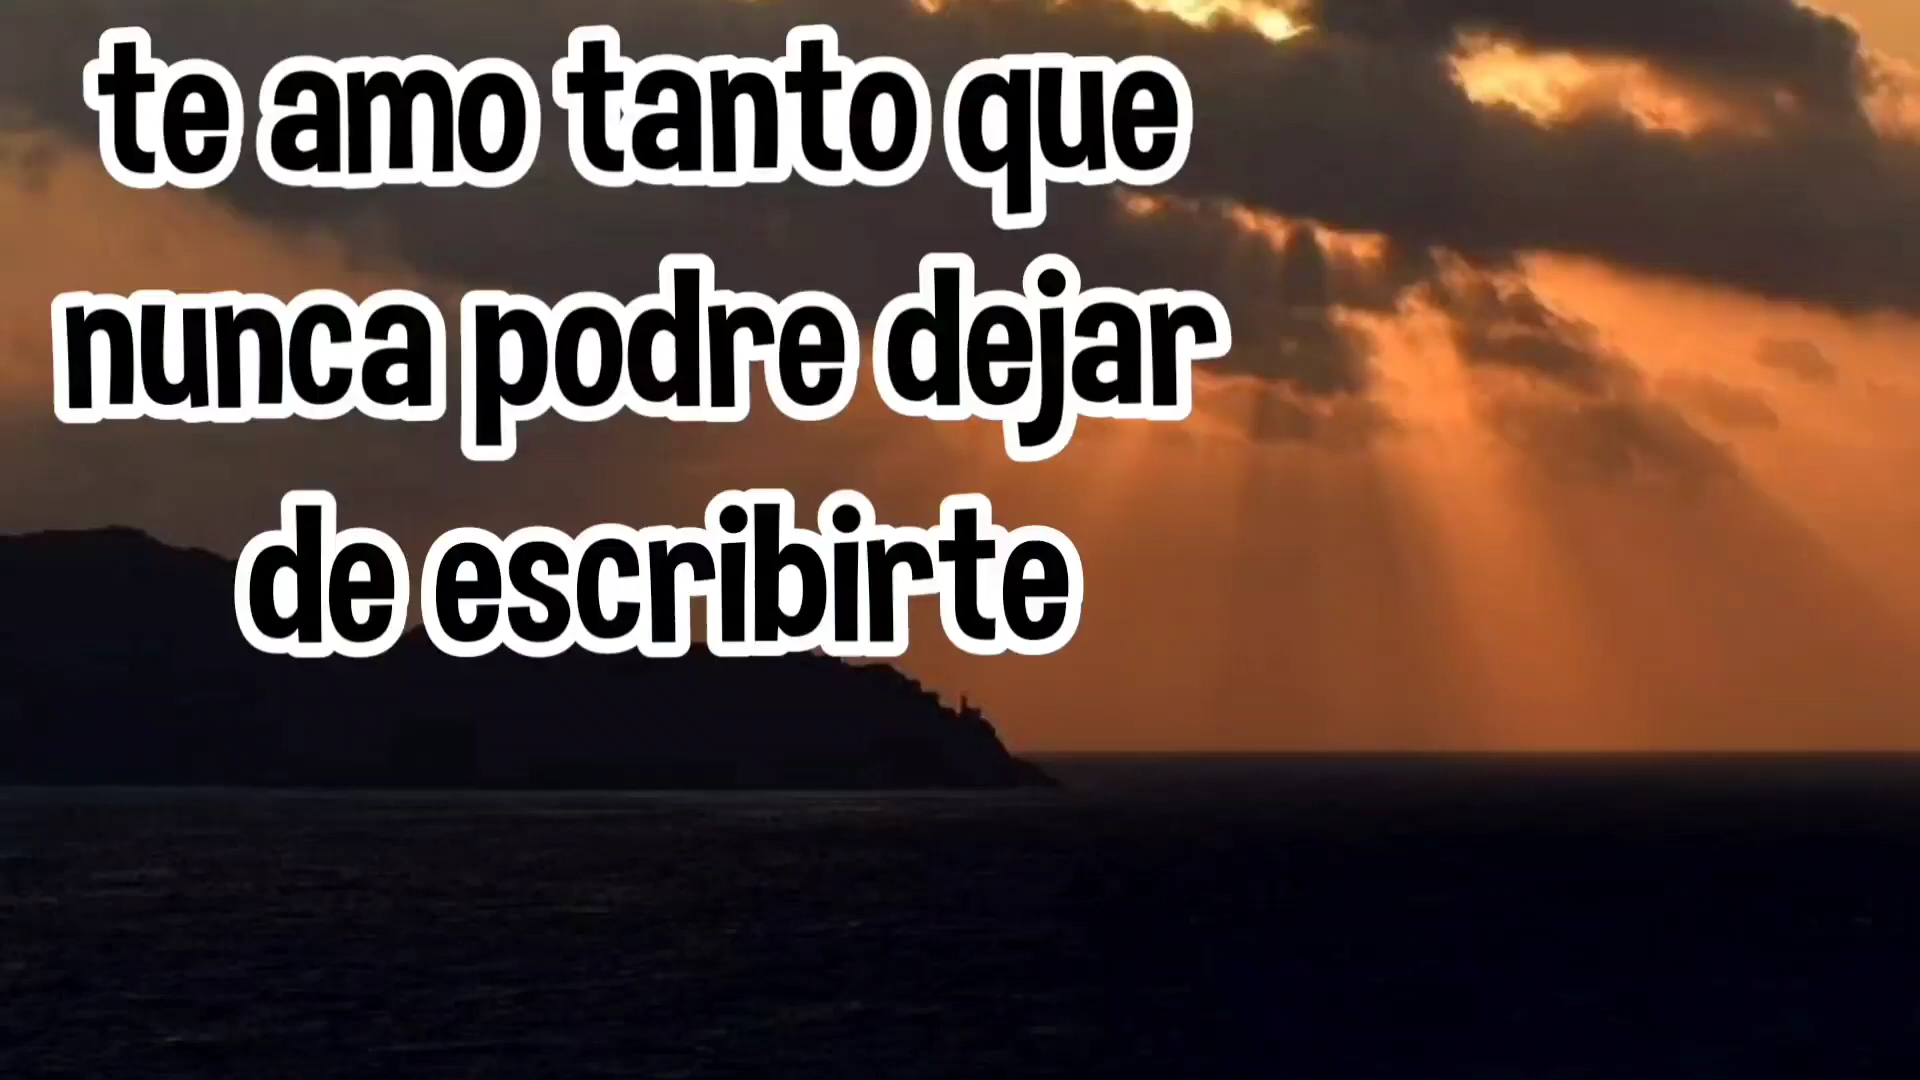 te amo tanto que
nunca podre dejar
de escribirte